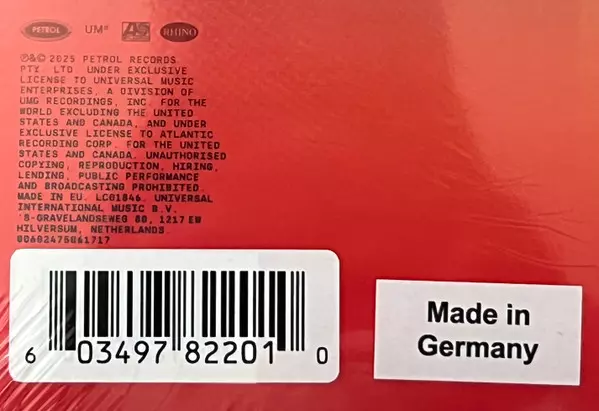 PETROL UMe RHINO
℗&© 2025 PETROL RECORDS
PTY. LTD. UNDER EXCLUSIVE
LICENSE TO UNIVERSAL MUSIC
ENTERPRISES, A DIVISION OF
UMG RECORDINGS, INC. FOR THE
WORLD EXCLUDING THE UNITED
STATES AND CANADA, AND UNDER
EXCLUSIVE LICENSE TO ATLANTIC
RECORDING CORP. FOR THE UNITED
STATES AND CANADA. UNAUTHORISED
COPYING, REPRODUCTION, HIRING,
LENDING, PUBLIC PERFORMANCE
AND BROADCASTING PROHIBITED.
MADE IN EU. LC01846. UNIVERSAL
INTERNATIONAL MUSIC B.V.
'S-GRAVELANDSEWEG 80, 1217 EW
HILVERSUM, NETHERLANDS.
00602475061717
6 03497 82201 0
Made in
Germany